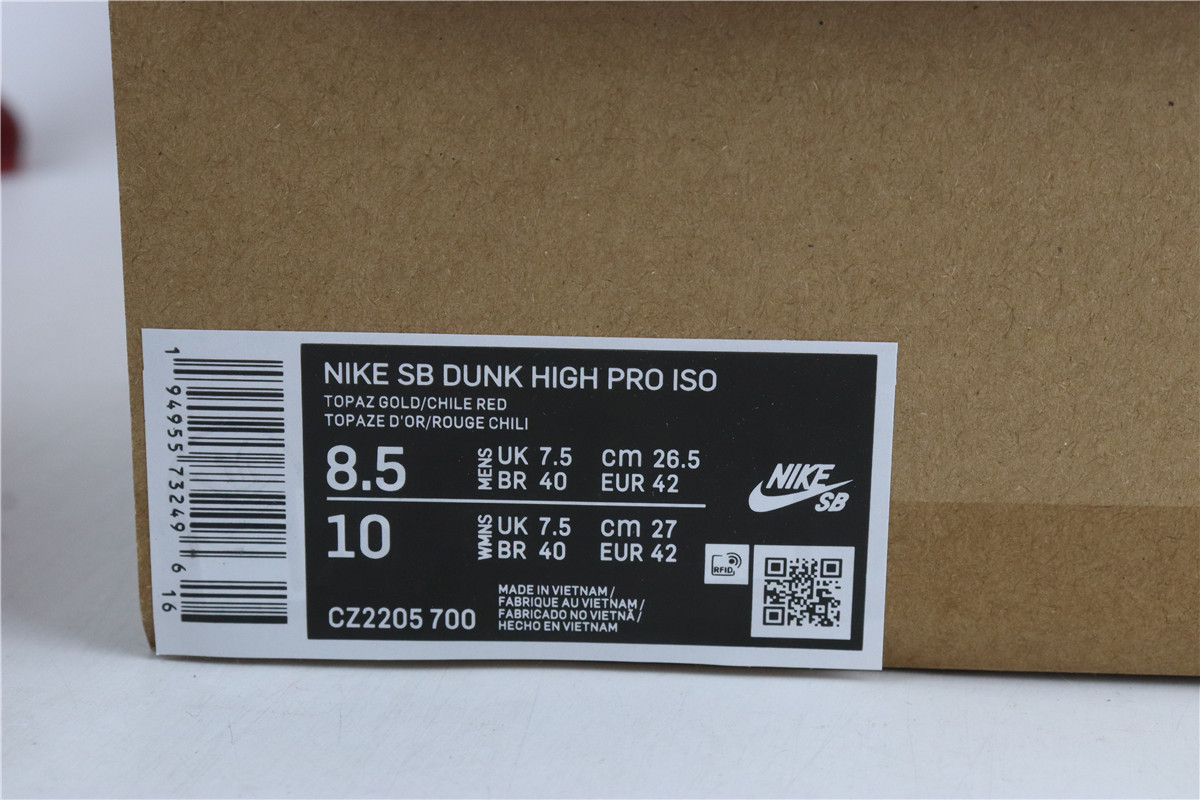 NIKE SB DUNK HIGH PRO ISO
TOPAZ GOLD/CHILE RED
TOPAZE D'OR/ROUGE CHILI
8.5 MENS UK 7.5 cm 26.5
BR 40 EUR 42
10 WMNS UK 7.5 cm 27
BR 40 EUR 42
CZ2205 700
MADE IN VIETNAM /
FABRIQUE AU VIETNAM /
FABRICADO NO VIETNÃ /
HECHO EN VIETNAM
NIKE
SB
RFID
1 94955 73249 6 16